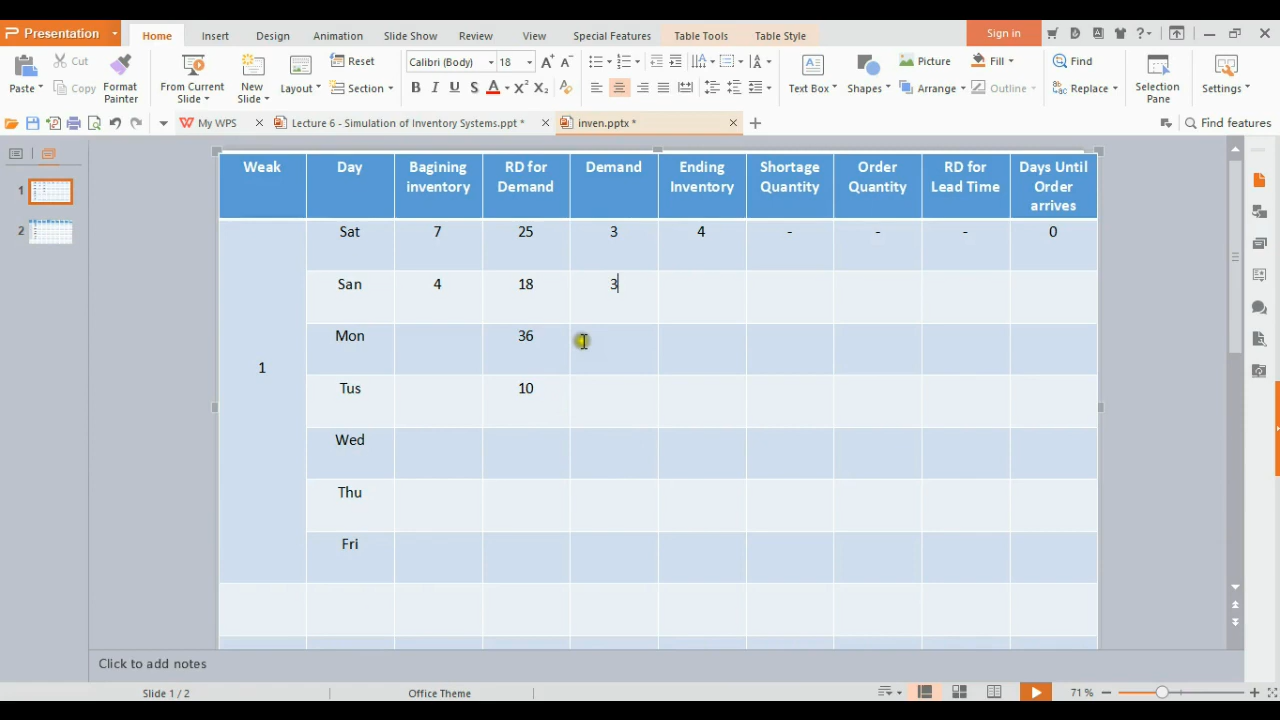 Presentation
Home
Insert
Design
Animation
Slide Show
Review
View
Special Features
Table Tools
Table Style
Sign in
Paste
Cut
Copy
Format
Painter
From Current
Slide
New
Slide
Layout
Reset
Section
Calibri (Body)
18
B I U S A X² X₂
Text Box
Shapes
Picture
Arrange
Fill
Outline
Find
Replace
Selection
Pane
Settings
My WPS
Lecture 6 - Simulation of Inventory Systems.ppt *
inven.pptx *
Find features
1
2
Weak
Day
Bagining
inventory
RD for
Demand
Demand
Ending
Inventory
Shortage
Quantity
Order
Quantity
RD for
Lead Time
Days Until
Order
arrives
Sat 7 25 3 4 - - - 0
San 4 18 3
Mon 36
1
Tus 10
Wed
Thu
Fri
Click to add notes
Slide 1 / 2
Office Theme
71 %